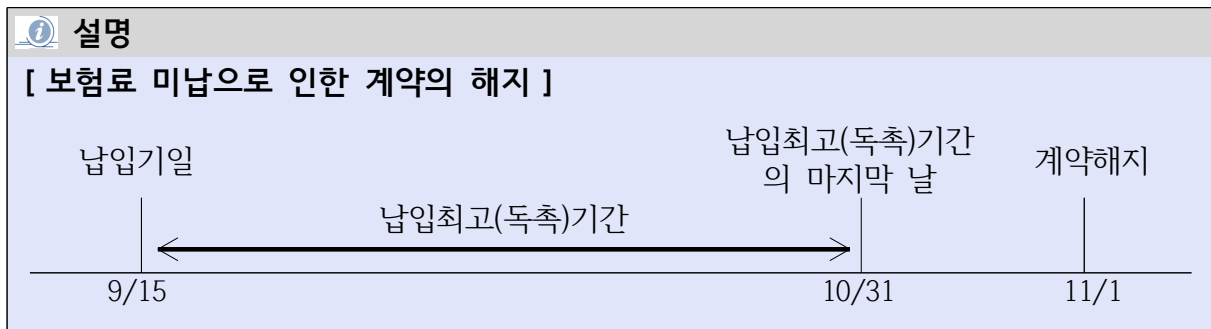 설명
[ 보험료 미납으로 인한 계약의 해지 ]
납입기일
납입최고(독촉)기간
의 마지막 날
계약해지
납입최고(독촉)기간
9/15
10/31
11/1